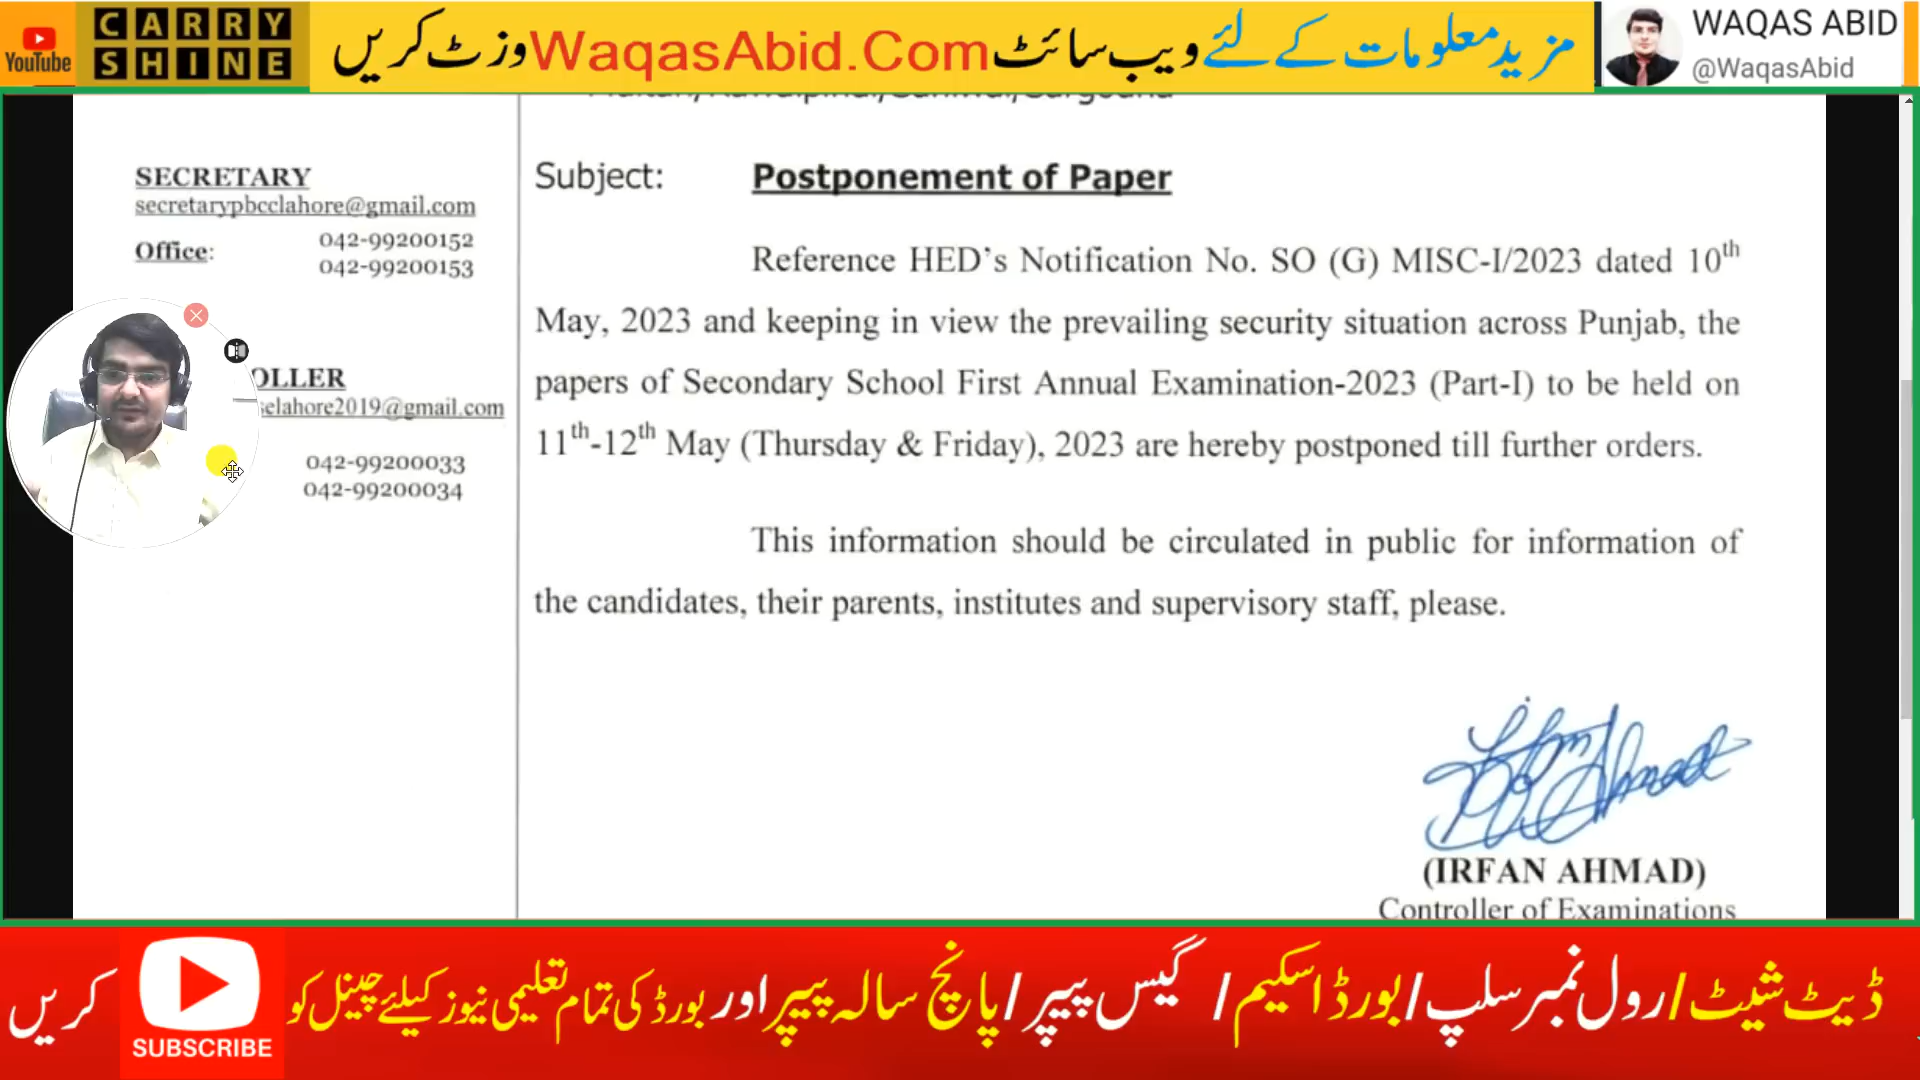 YouTube
CARRY
SHINE
مزید معلومات کے لئے ویب سائٹ WaqasAbid.Com وزٹ کریں
WAQAS ABID
@WaqasAbid
SECRETARY
secretarypbcclahore@gmail.com
Office:
042-99200152
042-99200153
OLLER
selahore2019@gmail.com
042-99200033
042-99200034
Subject: Postponement of Paper
Reference HED's Notification No. SO (G) MISC-I/2023 dated 10th
May, 2023 and keeping in view the prevailing security situation across Punjab, the
papers of Secondary School First Annual Examination-2023 (Part-I) to be held on
11th-12th May (Thursday & Friday), 2023 are hereby postponed till further orders.
This information should be circulated in public for information of
the candidates, their parents, institutes and supervisory staff, please.
(IRFAN AHMAD)
Controller of Examinations
ڈیٹ شیٹ/رول نمبر سلپ/بورڈ اسکیم/گیس پیپر/پانچ سالہ پیپر اور بورڈ کی تمام تعلیمی نیوز کیلئے چینل کو
SUBSCRIBE
کریں